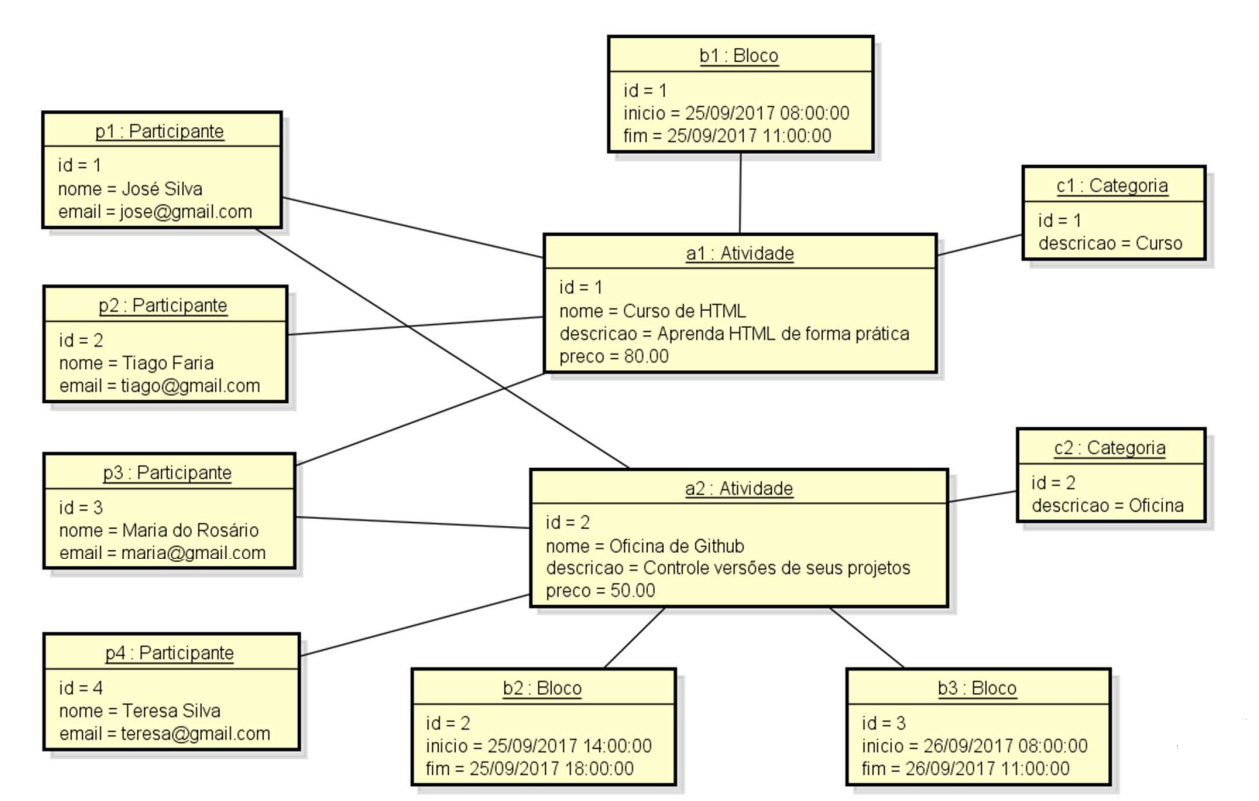 b1 : Bloco
id = 1
inicio = 25/09/2017 08:00:00
fim = 25/09/2017 11:00:00
p1 : Participante
id = 1
nome = José Silva
email = jose@gmail.com
c1 : Categoria
id = 1
descricao = Curso
a1 : Atividade
id = 1
nome = Curso de HTML
descricao = Aprenda HTML de forma prática
preco = 80.00
p2 : Participante
id = 2
nome = Tiago Faria
email = tiago@gmail.com
c2 : Categoria
id = 2
descricao = Oficina
p3 : Participante
id = 3
nome = Maria do Rosário
email = maria@gmail.com
a2 : Atividade
id = 2
nome = Oficina de Github
descricao = Controle versões de seus projetos
preco = 50.00
p4 : Participante
id = 4
nome = Teresa Silva
email = teresa@gmail.com
b2 : Bloco
id = 2
inicio = 25/09/2017 14:00:00
fim = 25/09/2017 18:00:00
b3 : Bloco
id = 3
inicio = 26/09/2017 08:00:00
fim = 26/09/2017 11:00:00